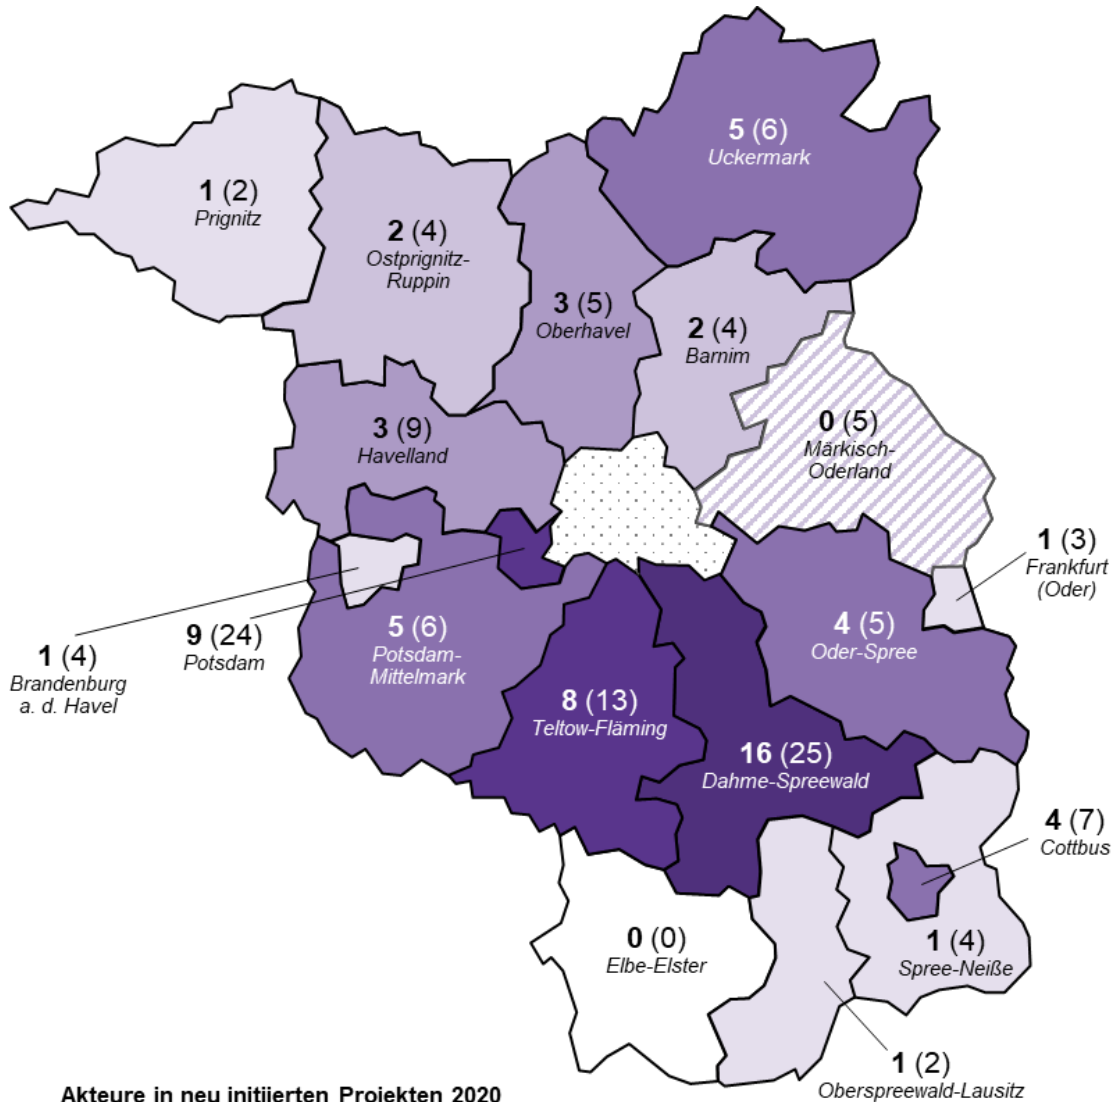 5 (6)
Uckermark
1 (2)
Prignitz
2 (4)
Ostprignitz-
Ruppin
3 (5)
Oberhavel
2 (4)
Barnim
3 (9)
Havelland
0 (5)
Märkisch-
Oderland
1 (3)
Frankfurt
(Oder)
1 (4)
Brandenburg
a. d. Havel
9 (24)
Potsdam
5 (6)
Potsdam-
Mittelmark
4 (5)
Oder-Spree
8 (13)
Teltow-Fläming
16 (25)
Dahme-Spreewald
4 (7)
Cottbus
0 (0)
Elbe-Elster
1 (4)
Spree-Neiße
1 (2)
Oberspreewald-Lausitz
Akteure in neu initiierten Projekten 2020